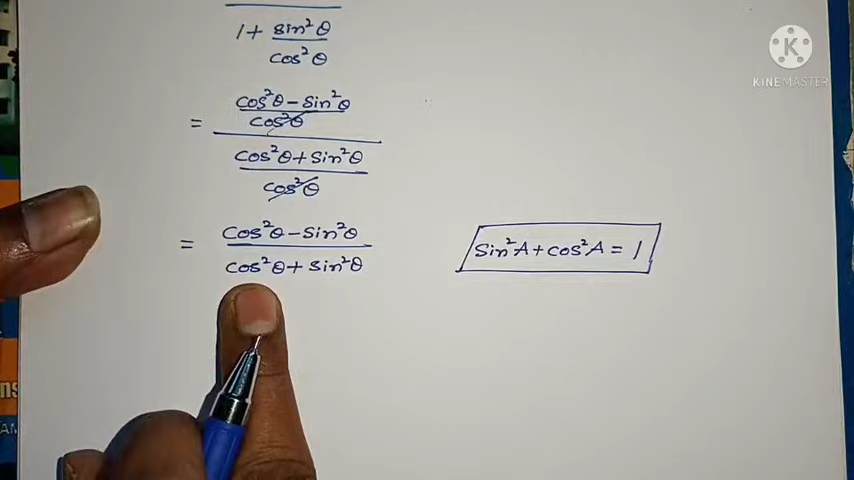 1 + sin²θ / cos²θ
= (cos²θ − sin²θ / cos²θ) / (cos²θ + sin²θ / cos²θ)
= cos²θ − sin²θ / cos²θ + sin²θ
sin²A + cos²A = 1
K
KINEMASTER